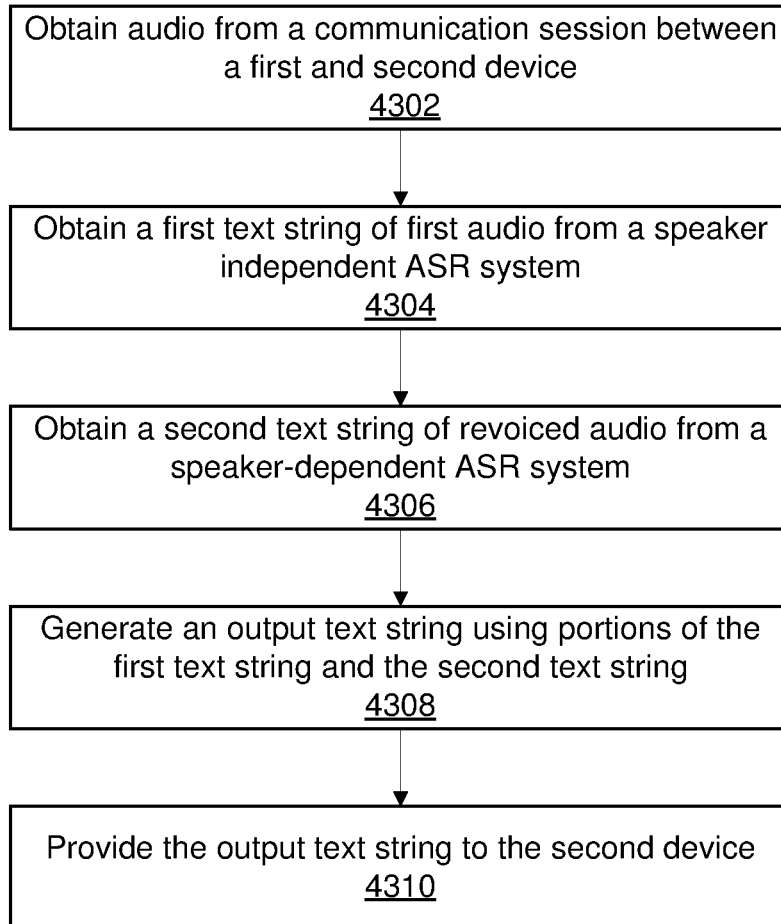 Obtain audio from a communication session between
a first and second device
4302
Obtain a first text string of first audio from a speaker
independent ASR system
4304
Obtain a second text string of revoiced audio from a
speaker-dependent ASR system
4306
Generate an output text string using portions of the
first text string and the second text string
4308
Provide the output text string to the second device
4310